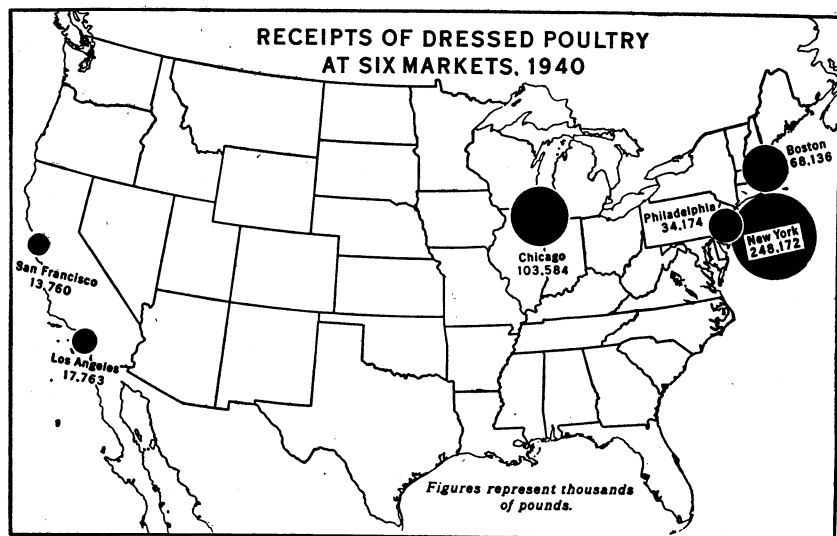 RECEIPTS OF DRESSED POULTRY
AT SIX MARKETS, 1940
Boston
68,136
Philadelphia
34,174
New York
248,172
Chicago
103,584
San Francisco
13,760
Los Angeles
17,763
Figures represent thousands
of pounds.